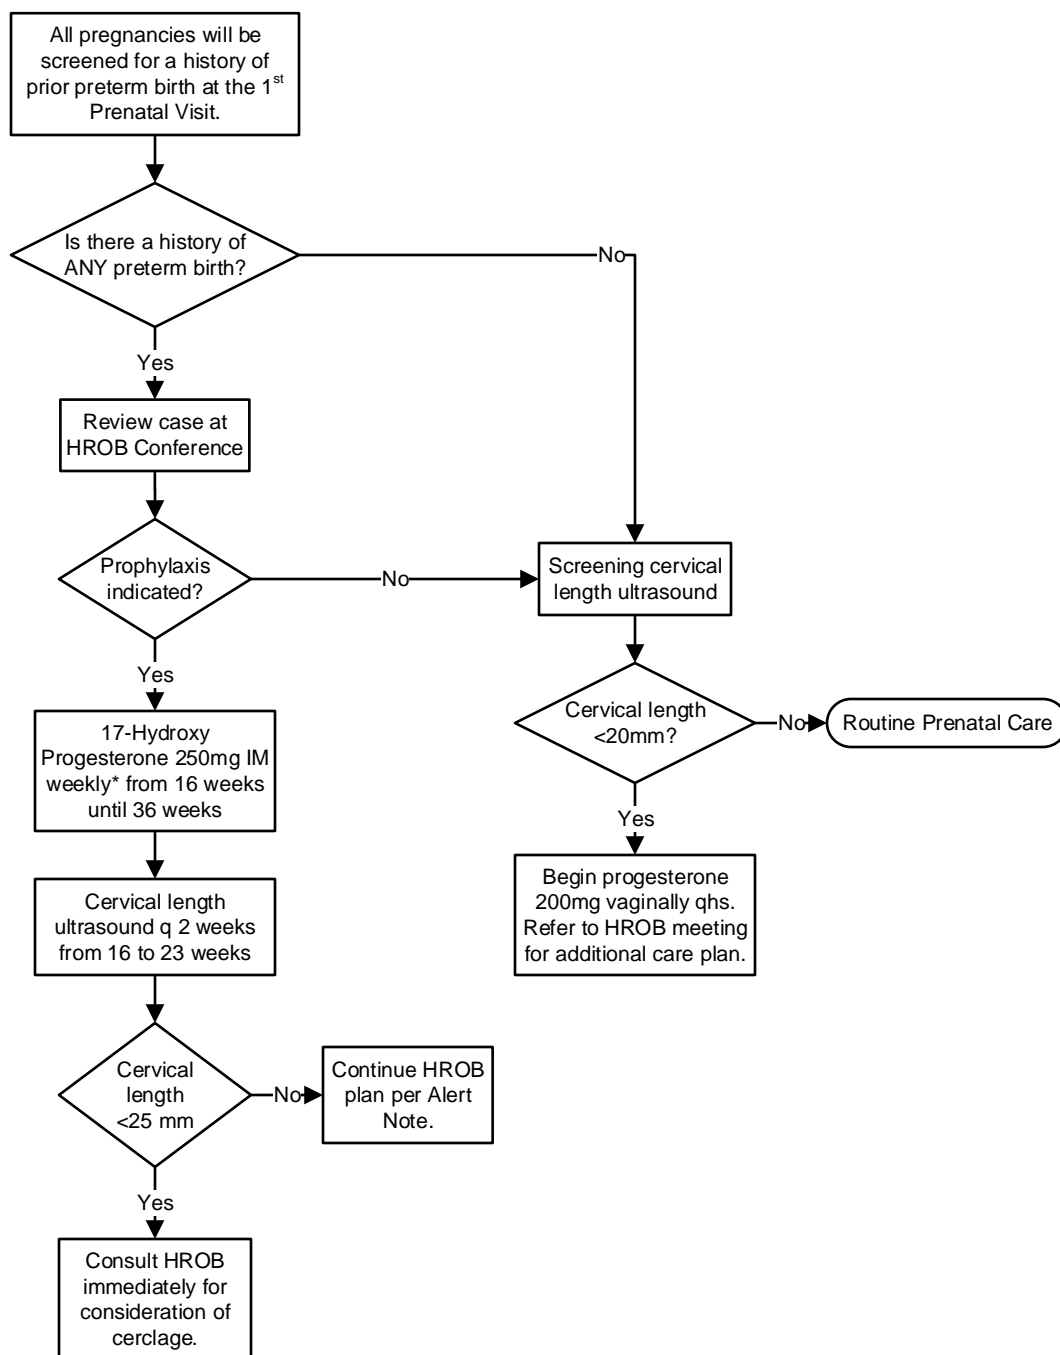 All pregnancies will be
screened for a history of
prior preterm birth at the 1st
Prenatal Visit.
Is there a history of
ANY preterm birth?
No
Yes
Review case at
HROB Conference
Prophylaxis
indicated?
No
Screening cervical
length ultrasound
Yes
Cervical length
<20mm?
No
Routine Prenatal Care
17-Hydroxy
Progesterone 250mg IM
weekly* from 16 weeks
until 36 weeks
Yes
Begin progesterone
200mg vaginally qhs.
Refer to HROB meeting
for additional care plan.
Cervical length
ultrasound q 2 weeks
from 16 to 23 weeks
Cervical
length
<25 mm
No
Continue HROB
plan per Alert
Note.
Yes
Consult HROB
immediately for
consideration of
cerclage.